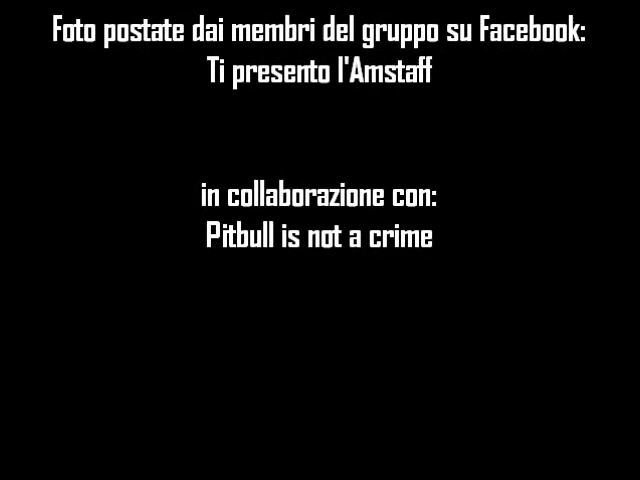 Foto postate dai membri del gruppo su Facebook:
Ti presento l'Amstaff
in collaborazione con:
Pitbull is not a crime